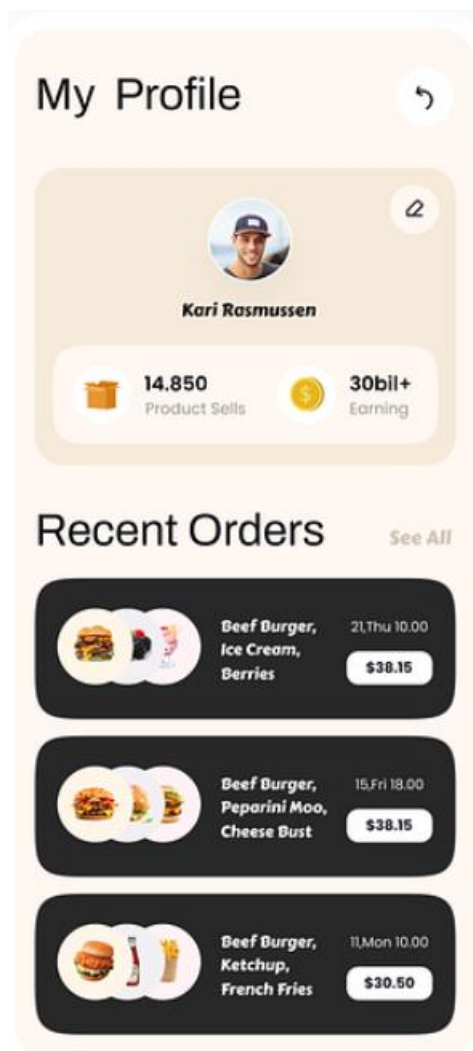 My Profile
Kari Rasmussen
14.850
Product Sells
30bil+
Earning
Recent Orders
See All
Beef Burger,
Ice Cream,
Berries
21,Thu 10.00
$38.15
Beef Burger,
Peparini Moo,
Cheese Bust
15,Fri 18.00
$38.15
Beef Burger,
Ketchup,
French Fries
11,Mon 10.00
$30.50